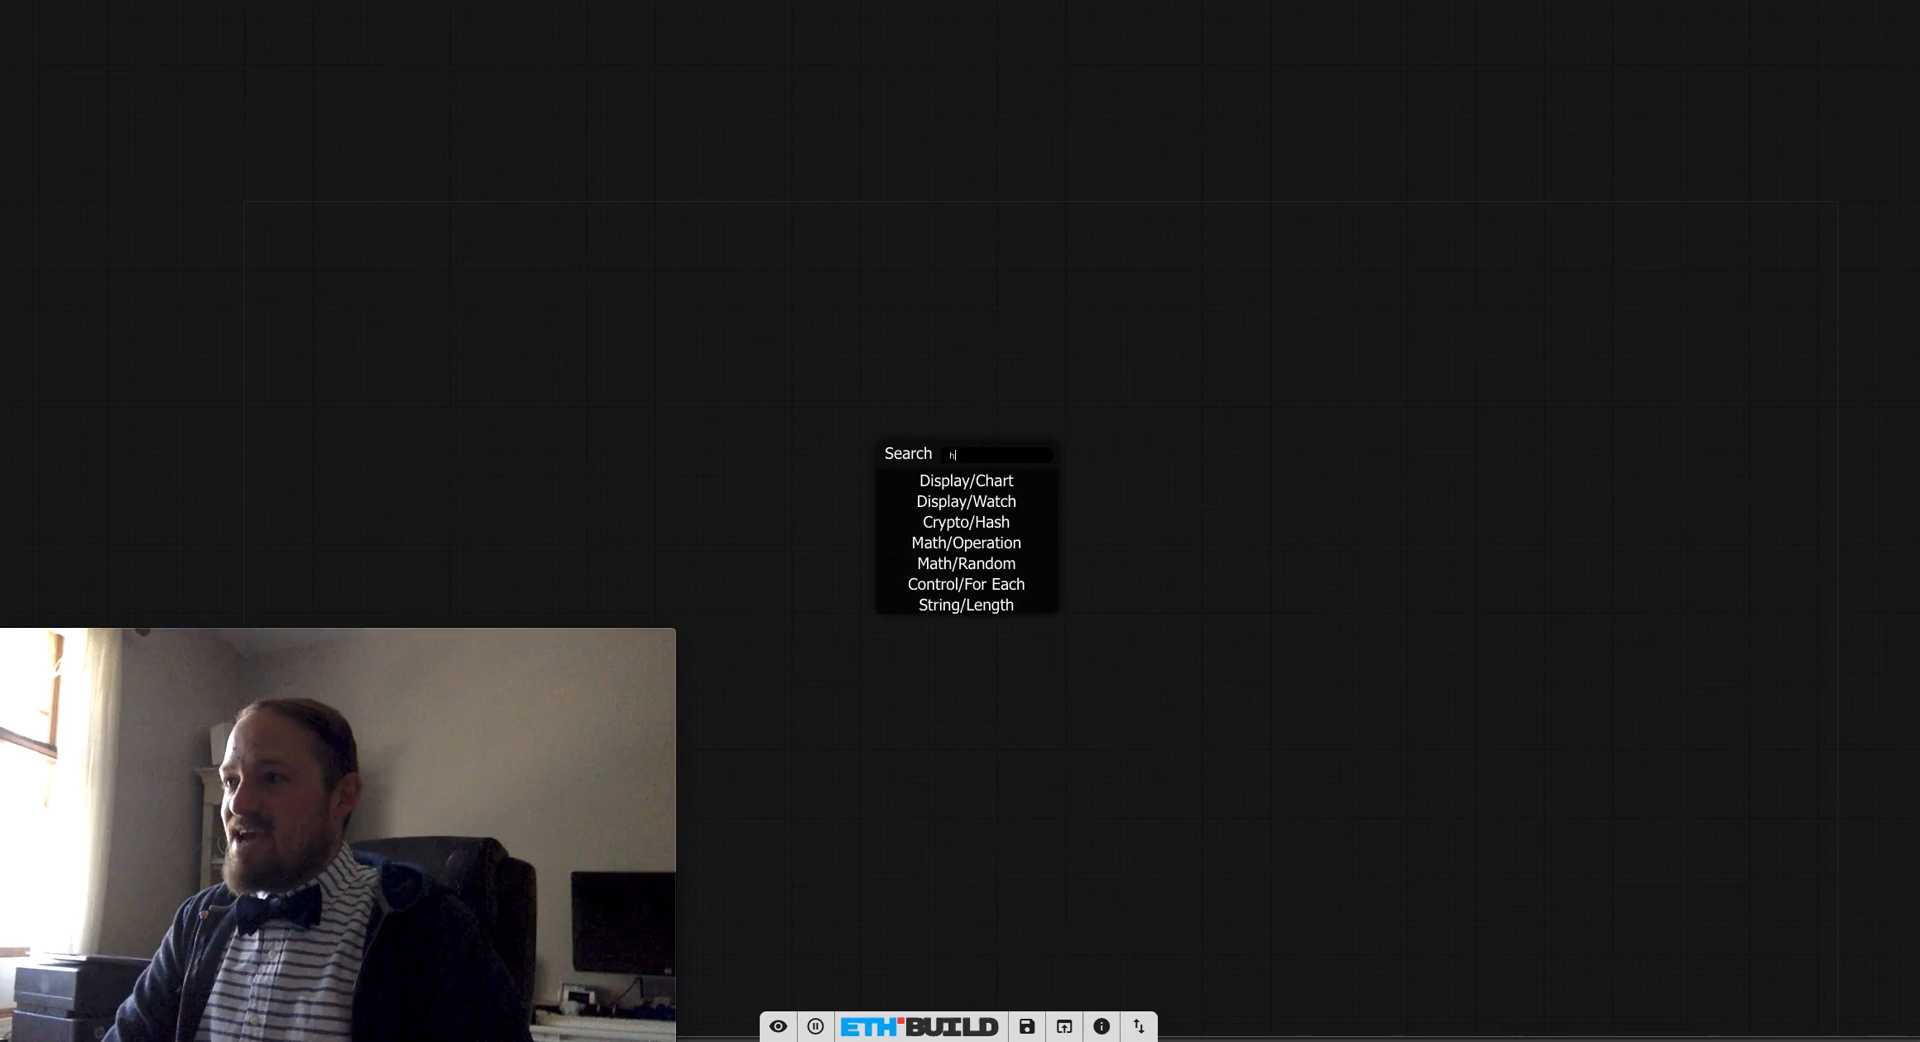 Search h
Display/Chart
Display/Watch
Crypto/Hash
Math/Operation
Math/Random
Control/For Each
String/Length
ETH BUILD